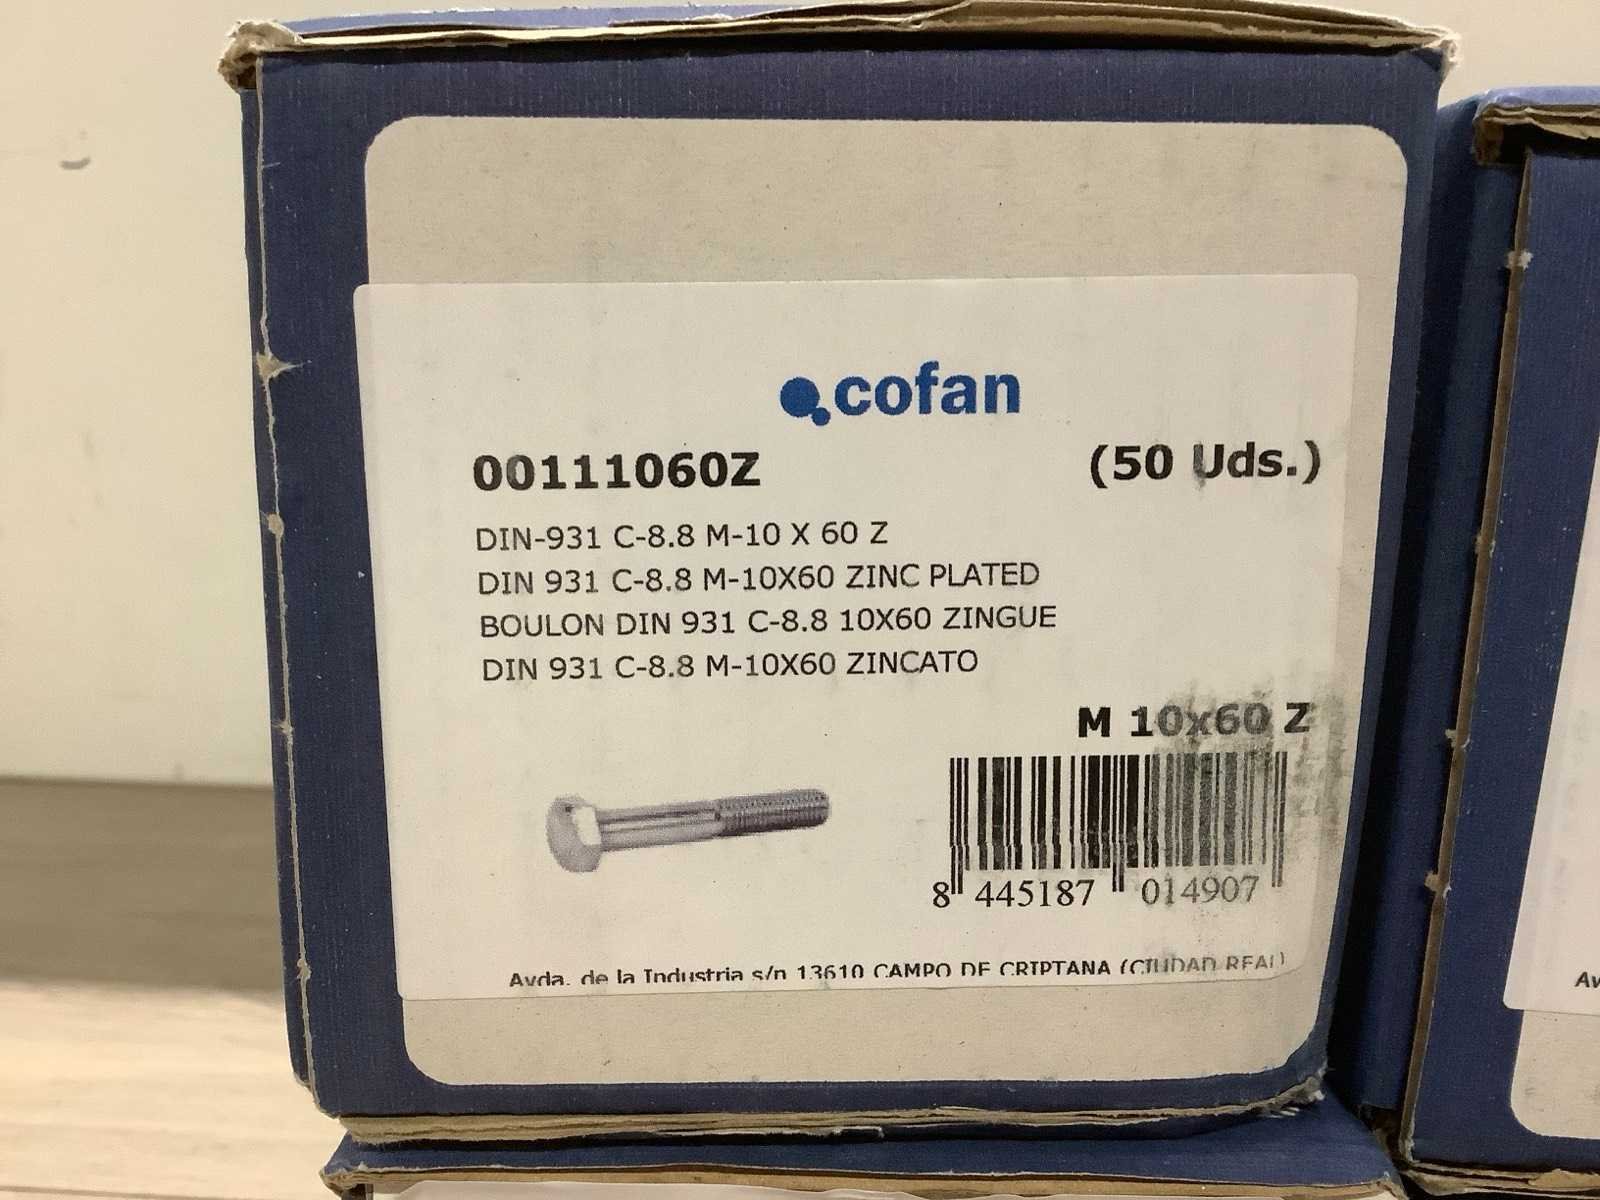 cofan
00111060Z (50 Uds.)
DIN-931 C-8.8 M-10 X 60 Z
DIN 931 C-8.8 M-10X60 ZINC PLATED
BOULON DIN 931 C-8.8 10X60 ZINGUE
DIN 931 C-8.8 M-10X60 ZINCATO
M 10x60 Z
8 445187 014907
Avda. de la Industria s/n 13610 CAMPO DE CRIPTANA (CIUDAD REAL)
Av